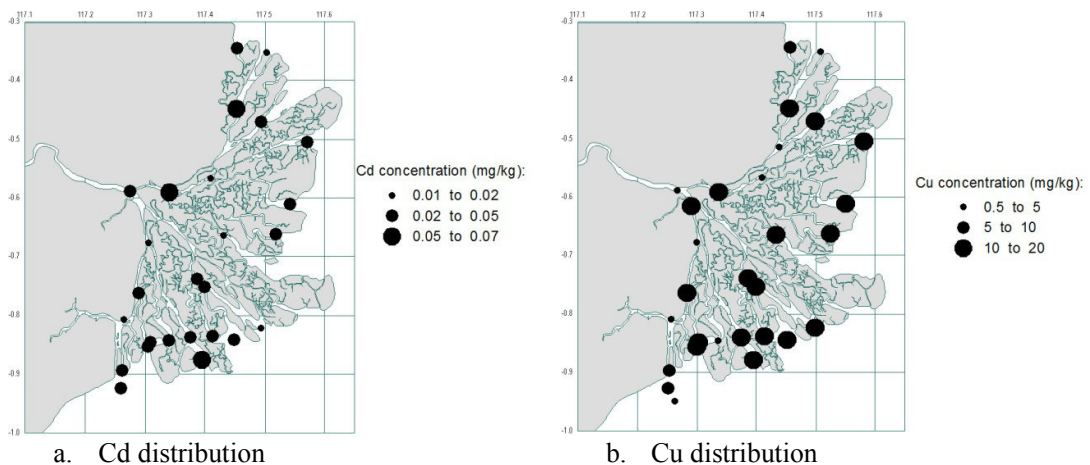 117.1 117.2 117.3 117.4 117.5 117.6
-0.3
-0.4
-0.5
-0.6
-0.7
-0.8
-0.9
-1.0
Cd concentration (mg/kg):
0.01 to 0.02
0.02 to 0.05
0.05 to 0.07
a. Cd distribution
117.1 117.2 117.3 117.4 117.5 117.6
-0.3
-0.4
-0.5
-0.6
-0.7
-0.8
-0.9
-1.0
Cu concentration (mg/kg):
0.5 to 5
5 to 10
10 to 20
b. Cu distribution